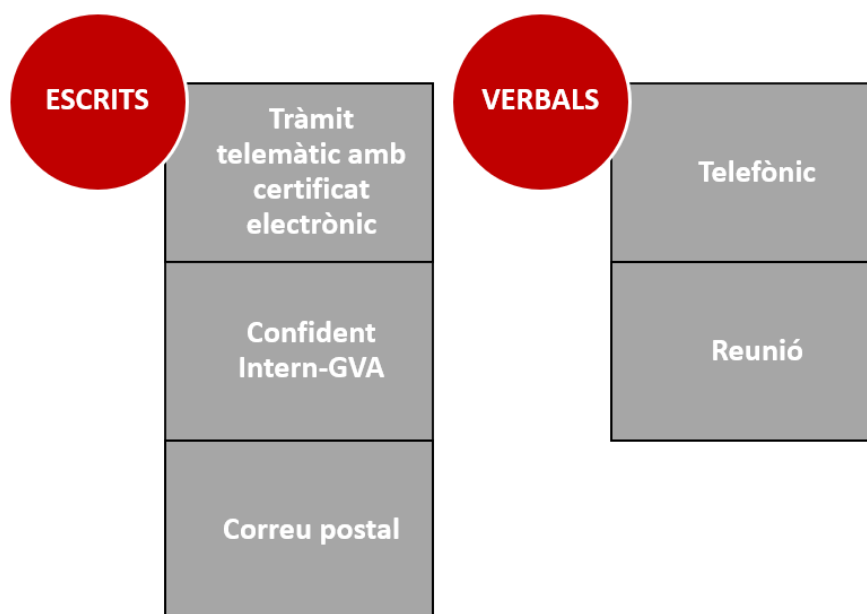 ESCRITS
Tràmit
telemàtic amb
certificat
electrònic
Confident
Intern-GVA
Correu postal
VERBALS
Telefònic
Reunió